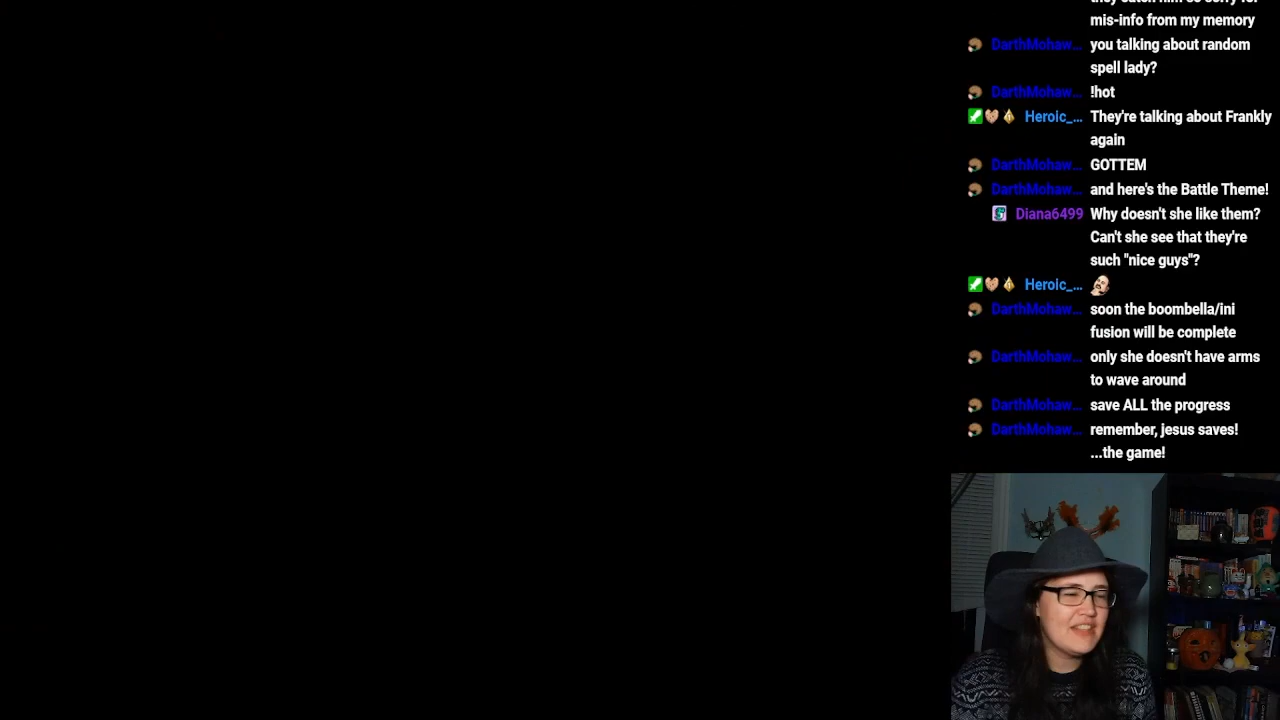 mis-info from my memory
DarthMohaw... you talking about random
spell lady?
DarthMohaw... !hot
Heroic_... They're talking about Frankly
again
DarthMohaw... GOTTEM
DarthMohaw... and here's the Battle Theme!
Diana6499 Why doesn't she like them?
Can't she see that they're
such "nice guys"?
Heroic_...
DarthMohaw... soon the boombella/ini
fusion will be complete
DarthMohaw... only she doesn't have arms
to wave around
DarthMohaw... save ALL the progress
DarthMohaw... remember, jesus saves!
...the game!